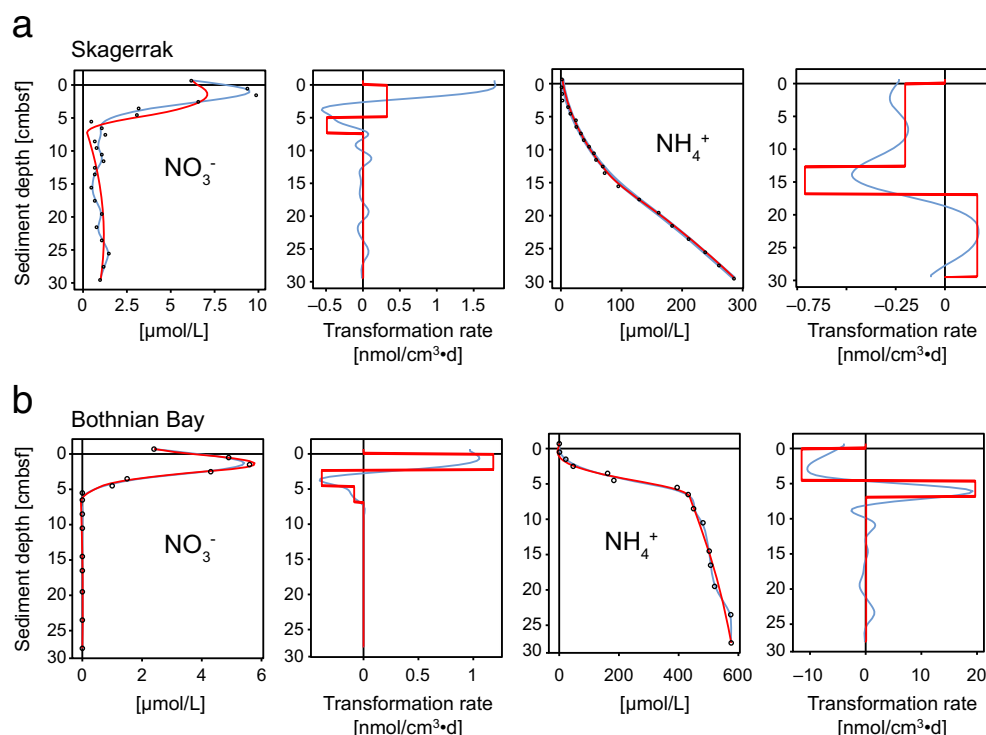 a
Skagerrak
Sediment depth [cmbsf]
0
5
10
15
20
25
30
NO₃⁻
0 2.5 5 7.5 10
[µmol/L]
0
5
10
15
20
25
30
–0.5 0 0.5 1 1.5
Transformation rate
[nmol/cm³•d]
0
5
10
15
20
25
30
NH₄⁺
0 100 200 300
[µmol/L]
0
5
10
15
20
25
30
–0.75 –0.25 0
Transformation rate
[nmol/cm³•d]
b
Bothnian Bay
Sediment depth [cmbsf]
0
5
10
15
20
25
30
NO₃⁻
0 2 4 6
[µmol/L]
0
5
10
15
20
25
30
–0.5 0 0.5 1
Transformation rate
[nmol/cm³•d]
0
5
10
15
20
25
30
NH₄⁺
0 200 400 600
[µmol/L]
0
5
10
15
20
25
30
–10 0 10 20
Transformation rate
[nmol/cm³•d]